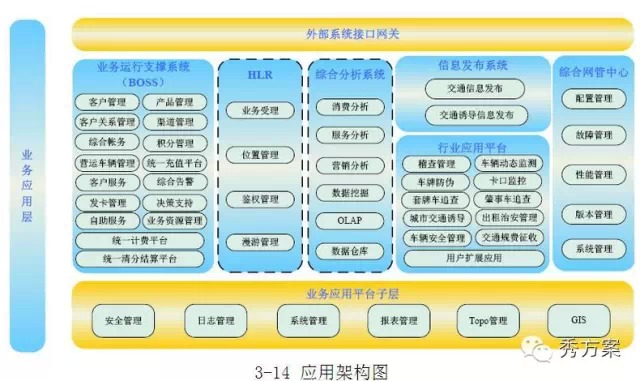 外部系统接口网关
业务应用层
业务运行支撑系统
（BOSS）
客户管理 产品管理
客户关系管理 渠道管理
综合帐务 积分管理
营运车辆管理 统一充值平台
客户服务 综合告警
发卡管理 决策支持
自助服务 业务资源管理
统一计费平台
统一清分结算平台
HLR
业务受理
位置管理
鉴权管理
漫游管理
综合分析系统
消费分析
服务分析
营销分析
数据挖掘
OLAP
数据仓库
信息发布系统
交通信息发布
交通诱导信息发布
行业应用平台
稽查管理 车辆动态监测
车牌防伪 卡口监控
套牌车追查 肇事车追查
城市交通诱导 出租治安管理
车辆安全管理 交通规费征收
用户扩展应用
综合网管中心
配置管理
故障管理
性能管理
版本管理
系统管理
业务应用平台子层
安全管理 日志管理 系统管理 报表管理 Topo管理 GIS
秀方案
3-14 应用架构图